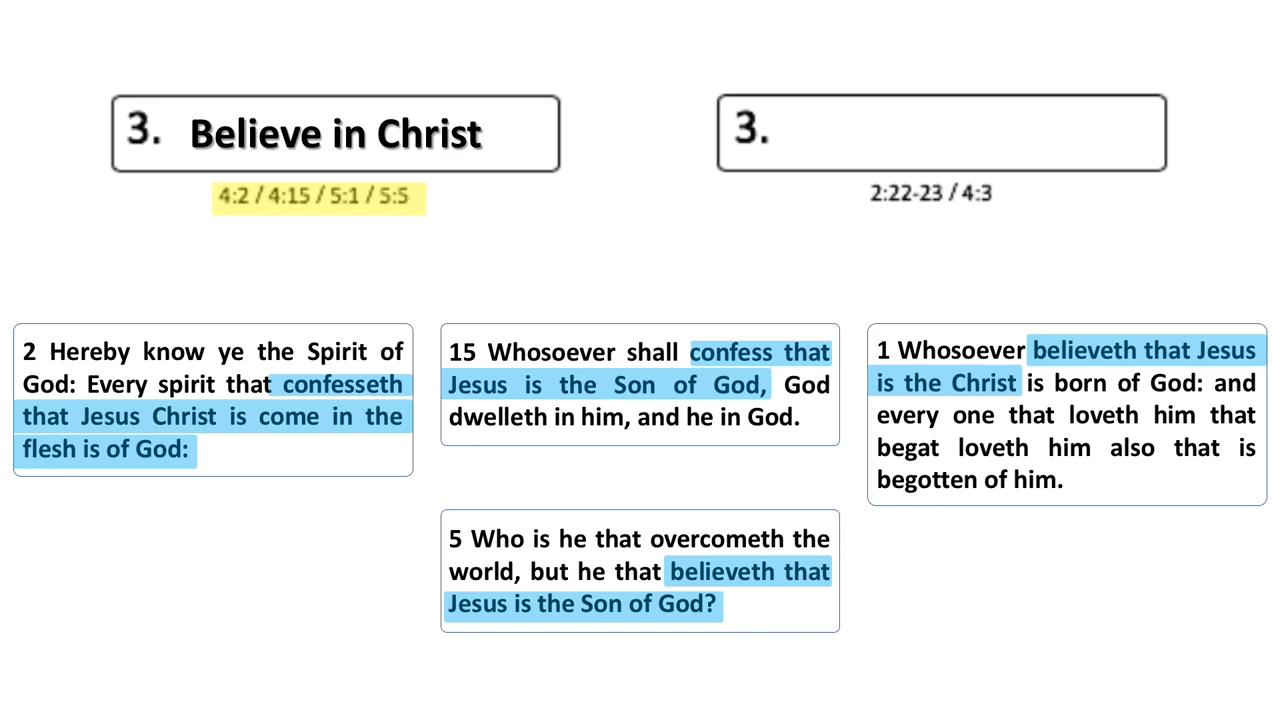 3. Believe in Christ
4:2 / 4:15 / 5:1 / 5:5
3.
2:22-23 / 4:3
2 Hereby know ye the Spirit of
God: Every spirit that confesseth
that Jesus Christ is come in the
flesh is of God:
15 Whosoever shall confess that
Jesus is the Son of God, God
dwelleth in him, and he in God.
1 Whosoever believeth that Jesus
is the Christ is born of God: and
every one that loveth him that
begat loveth him also that is
begotten of him.
5 Who is he that overcometh the
world, but he that believeth that
Jesus is the Son of God?